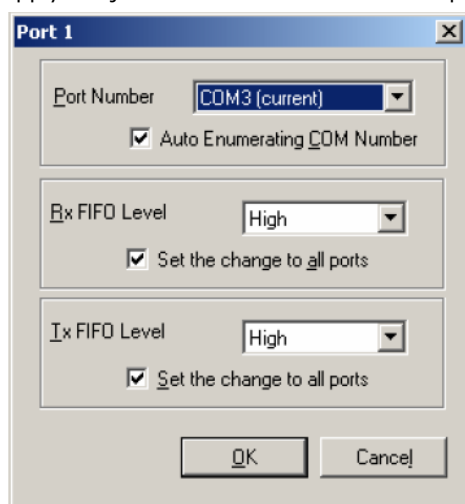 Port 1
Port Number COM3 (current)
Auto Enumerating COM Number
Rx FIFO Level High
Set the change to all ports
Tx FIFO Level High
Set the change to all ports
OK Cancel